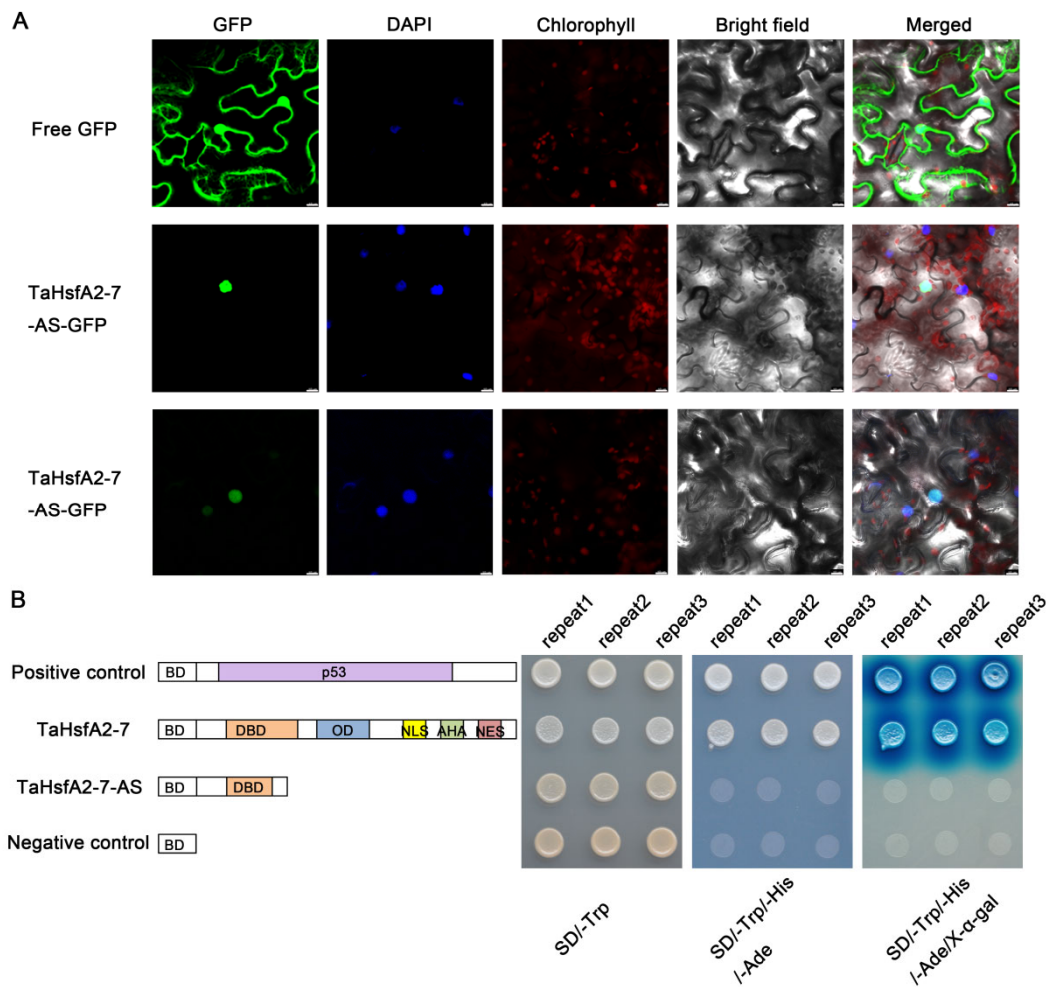 A
GFP DAPI Chlorophyll Bright field Merged
Free GFP
TaHsfA2-7
-AS-GFP
TaHsfA2-7
-AS-GFP
B
repeat1 repeat2 repeat3 repeat1 repeat2 repeat3 repeat1 repeat2 repeat3
Positive control BD p53
TaHsfA2-7 BD DBD OD NLS AHA NES
TaHsfA2-7-AS BD DBD
Negative control BD
SD/-Trp
SD/-Trp/-His
/-Ade
SD/-Trp/-His
/-Ade/X-α-gal